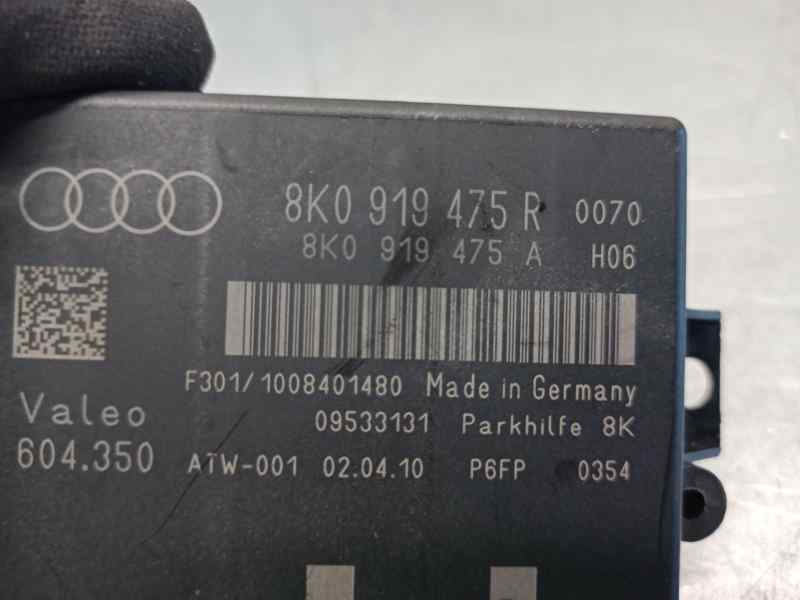 8K0 919 475 R 0070
8K0 919 475 A H06
F301/1008401480 Made in Germany
Valeo 09533131 Parkhilfe 8K
604.350 ATW-001 02.04.10 P6FP 0354